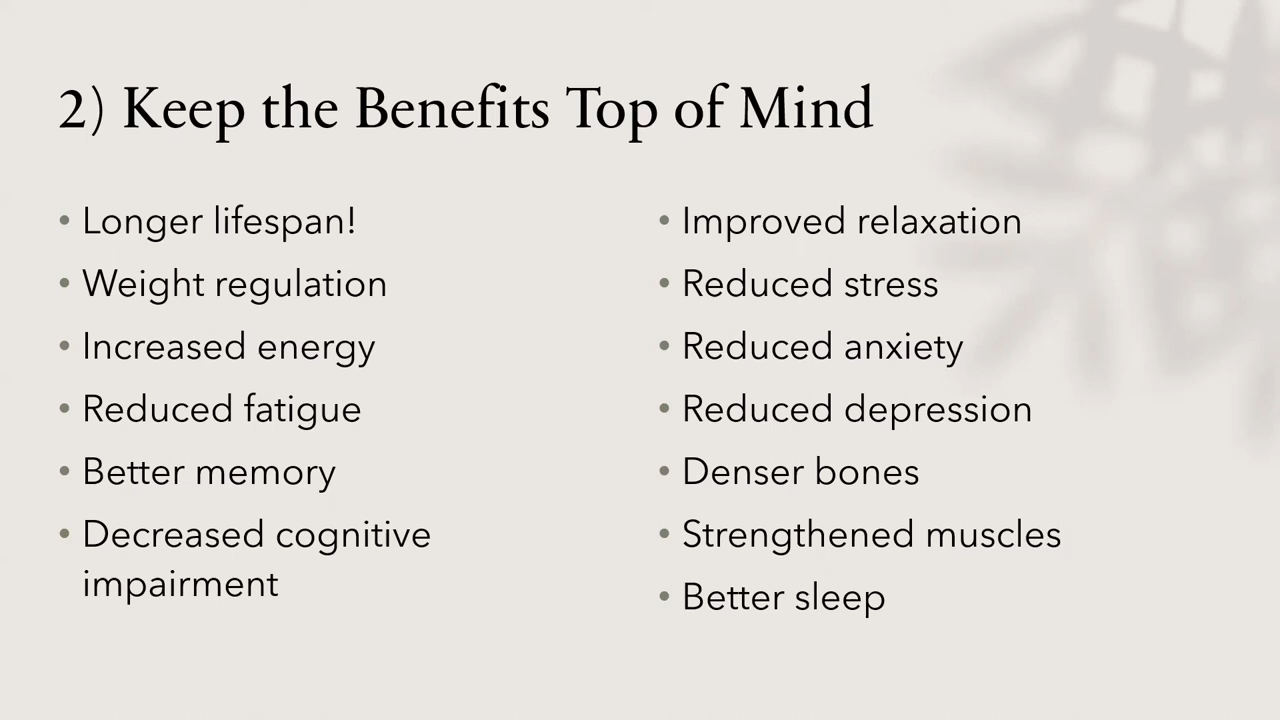 2) Keep the Benefits Top of Mind
• Longer lifespan!
• Weight regulation
• Increased energy
• Reduced fatigue
• Better memory
• Decreased cognitive
impairment
• Improved relaxation
• Reduced stress
• Reduced anxiety
• Reduced depression
• Denser bones
• Strengthened muscles
• Better sleep